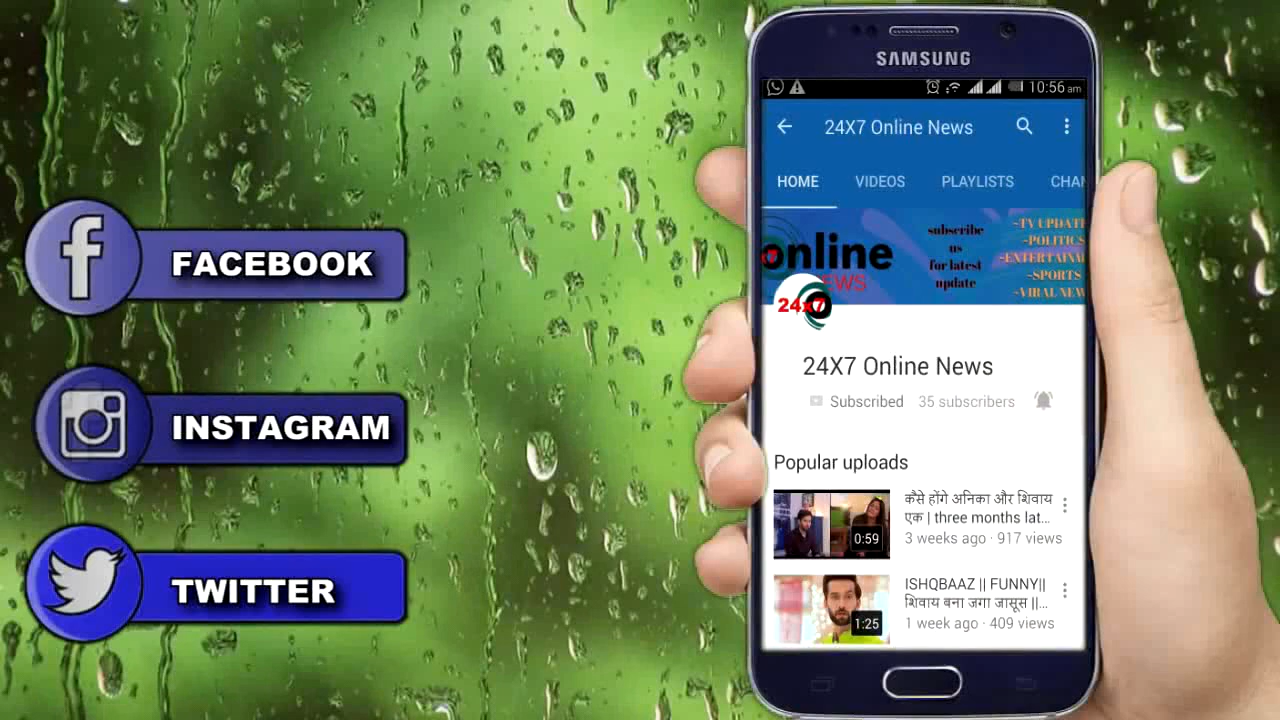 FACEBOOK
INSTAGRAM
TWITTER
SAMSUNG
10:56 am
24X7 Online News
HOME VIDEOS PLAYLISTS CHAN
online
NEWS
subscribe
us
for latest
update
~TV UPDATE
~POLITICS
~ENTERTAINM
~SPORTS
~VIRAL NEW
24x7
24X7 Online News
Subscribed 35 subscribers
Popular uploads
0:59
कैसे होंगे अनिका और शिवाय
एक | three months lat...
3 weeks ago · 917 views
1:25
ISHQBAAZ || FUNNY||
शिवाय बना जगा जासूस ||...
1 week ago · 409 views